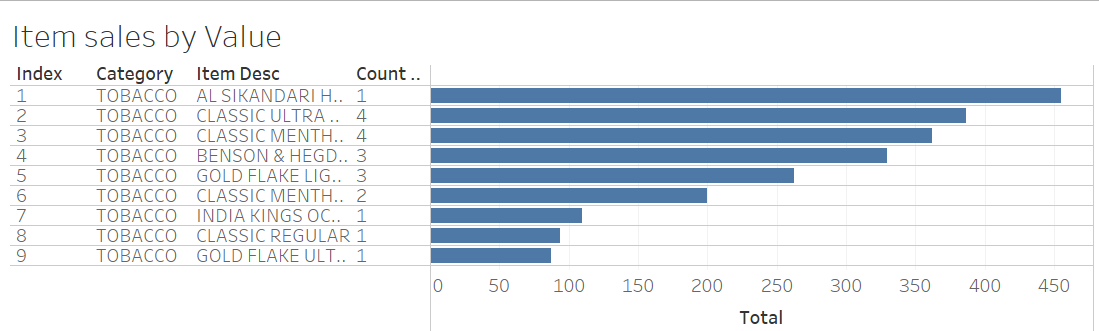 Item sales by Value
Index Category Item Desc Count ..
1 TOBACCO AL SIKANDARI H.. 1
2 TOBACCO CLASSIC ULTRA .. 4
3 TOBACCO CLASSIC MENTH.. 4
4 TOBACCO BENSON & HEGD.. 3
5 TOBACCO GOLD FLAKE LIG.. 3
6 TOBACCO CLASSIC MENTH.. 2
7 TOBACCO INDIA KINGS OC.. 1
8 TOBACCO CLASSIC REGULAR 1
9 TOBACCO GOLD FLAKE ULT.. 1
0 50 100 150 200 250 300 350 400 450
Total